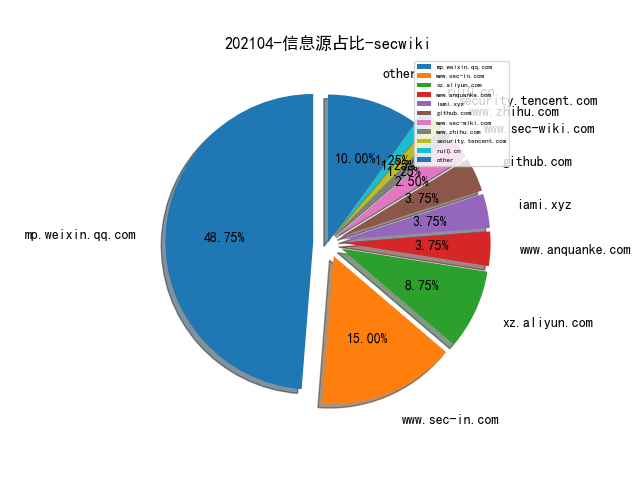 202104-信息源占比-secwiki
other
mp.weixin.qq.com
www.sec-in.com
xz.aliyun.com
www.anquanke.com
iami.xyz
github.com
www.sec-wiki.com
www.zhihu.com
security.tencent.com
other
security.tencent.com
www.zhihu.com
www.sec-wiki.com
github.com
iami.xyz
www.anquanke.com
xz.aliyun.com
www.sec-in.com
mp.weixin.qq.com
10.00%
1.25%
1.25%
2.50%
3.75%
3.75%
3.75%
8.75%
15.00%
48.75%